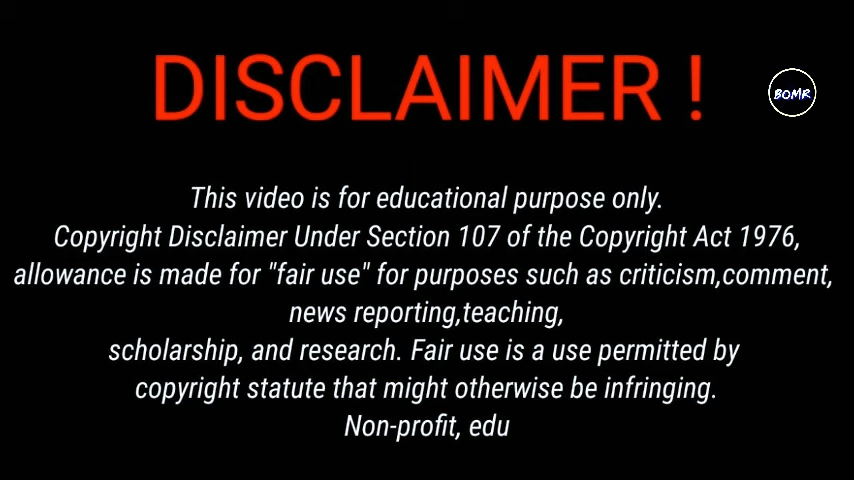 DISCLAIMER !
BOMR
This video is for educational purpose only.
Copyright Disclaimer Under Section 107 of the Copyright Act 1976,
allowance is made for "fair use" for purposes such as criticism,comment,
news reporting,teaching,
scholarship, and research. Fair use is a use permitted by
copyright statute that might otherwise be infringing.
Non-profit, edu